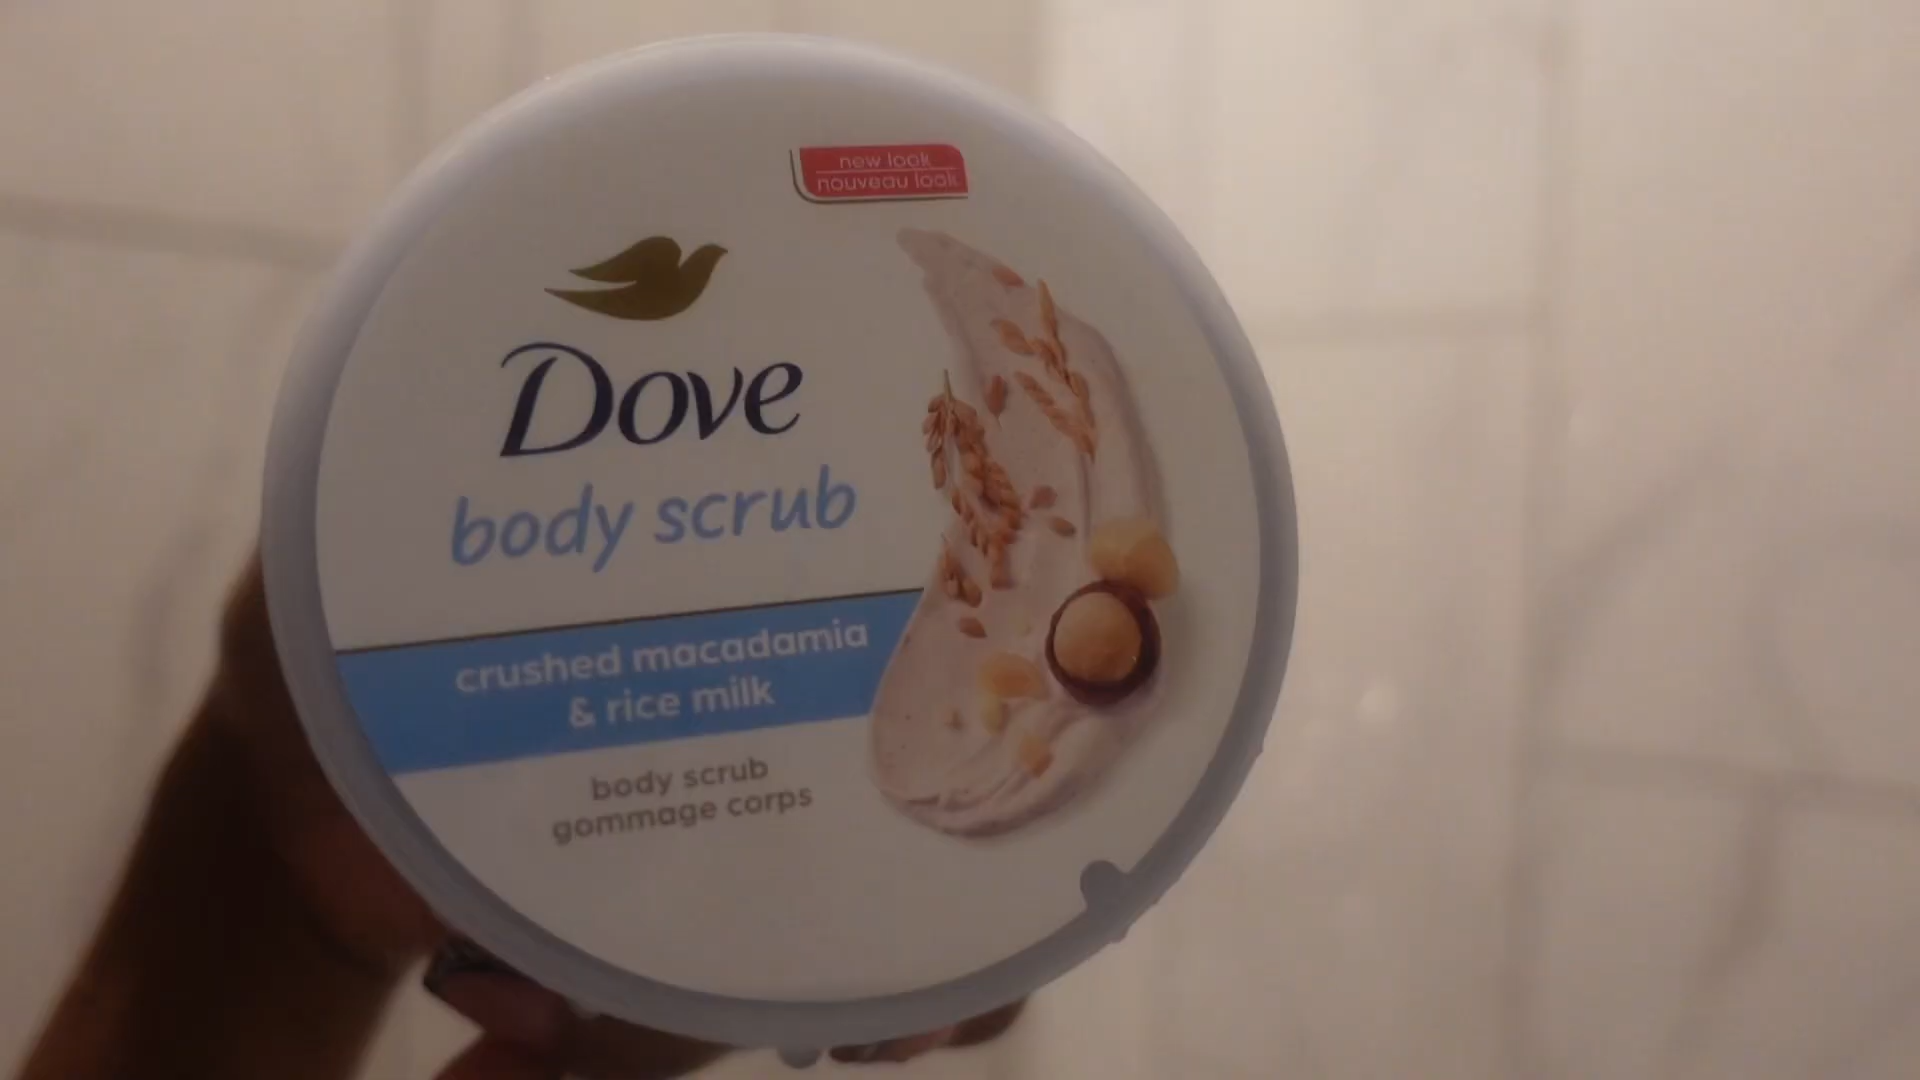 new look
nouveau look
Dove
body scrub
crushed macadamia
& rice milk
body scrub
gommage corps